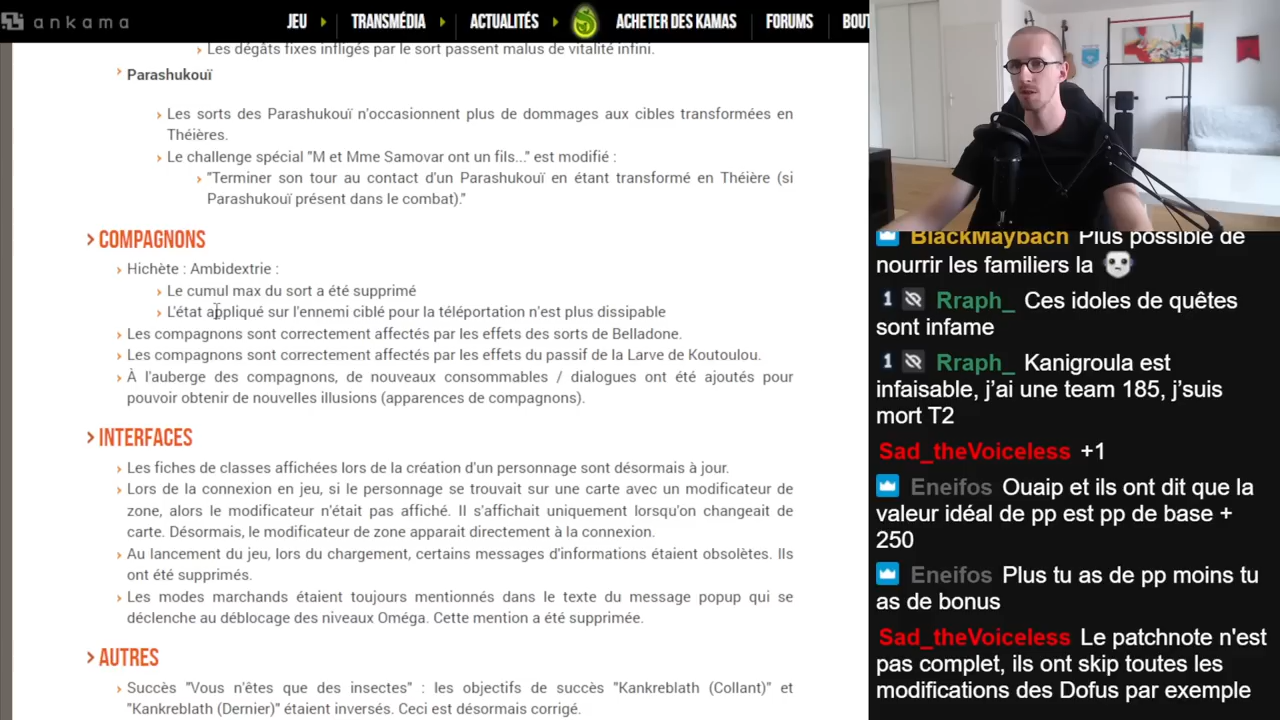 ankama
JEU
TRANSMÉDIA
ACTUALITÉS
ACHETER DES KAMAS
FORUMS
BOUT
Les dégâts fixes infligés par le sort passent malus de vitalité infini.
Parashukouï
Les sorts des Parashukouï n'occasionnent plus de dommages aux cibles transformées en
Théières.
Le challenge spécial "M et Mme Samovar ont un fils..." est modifié :
"Terminer son tour au contact d'un Parashukouï en étant transformé en Théière (si
Parashukouï présent dans le combat)."
COMPAGNONS
Hichète : Ambidextrie :
Le cumul max du sort a été supprimé
L'état appliqué sur l'ennemi ciblé pour la téléportation n'est plus dissipable
Les compagnons sont correctement affectés par les effets des sorts de Belladone.
Les compagnons sont correctement affectés par les effets du passif de la Larve de Koutoulou.
À l'auberge des compagnons, de nouveaux consommables / dialogues ont été ajoutés pour
pouvoir obtenir de nouvelles illusions (apparences de compagnons).
INTERFACES
Les fiches de classes affichées lors de la création d'un personnage sont désormais à jour.
Lors de la connexion en jeu, si le personnage se trouvait sur une carte avec un modificateur de
zone, alors le modificateur n'était pas affiché. Il s'affichait uniquement lorsqu'on changeait de
carte. Désormais, le modificateur de zone apparait directement à la connexion.
Au lancement du jeu, lors du chargement, certains messages d'informations étaient obsolètes. Ils
ont été supprimés.
Les modes marchands étaient toujours mentionnés dans le texte du message popup qui se
déclenche au déblocage des niveaux Oméga. Cette mention a été supprimée.
AUTRES
Succès "Vous n'êtes que des insectes" : les objectifs de succès "Kankreblath (Collant)" et
"Kankreblath (Dernier)" étaient inversés. Ceci est désormais corrigé.
BlackMaybach Plus possible de
nourrir les familiers la
1 Rraph_ Ces idoles de quêtes
sont infame
1 Rraph_ Kanigroula est
infaisable, j'ai une team 185, j'suis
mort T2
Sad_theVoiceless +1
Eneifos Ouaip et ils ont dit que la
valeur idéal de pp est pp de base +
250
Eneifos Plus tu as de pp moins tu
as de bonus
Sad_theVoiceless Le patchnote n'est
pas complet, ils ont skip toutes les
modifications des Dofus par exemple